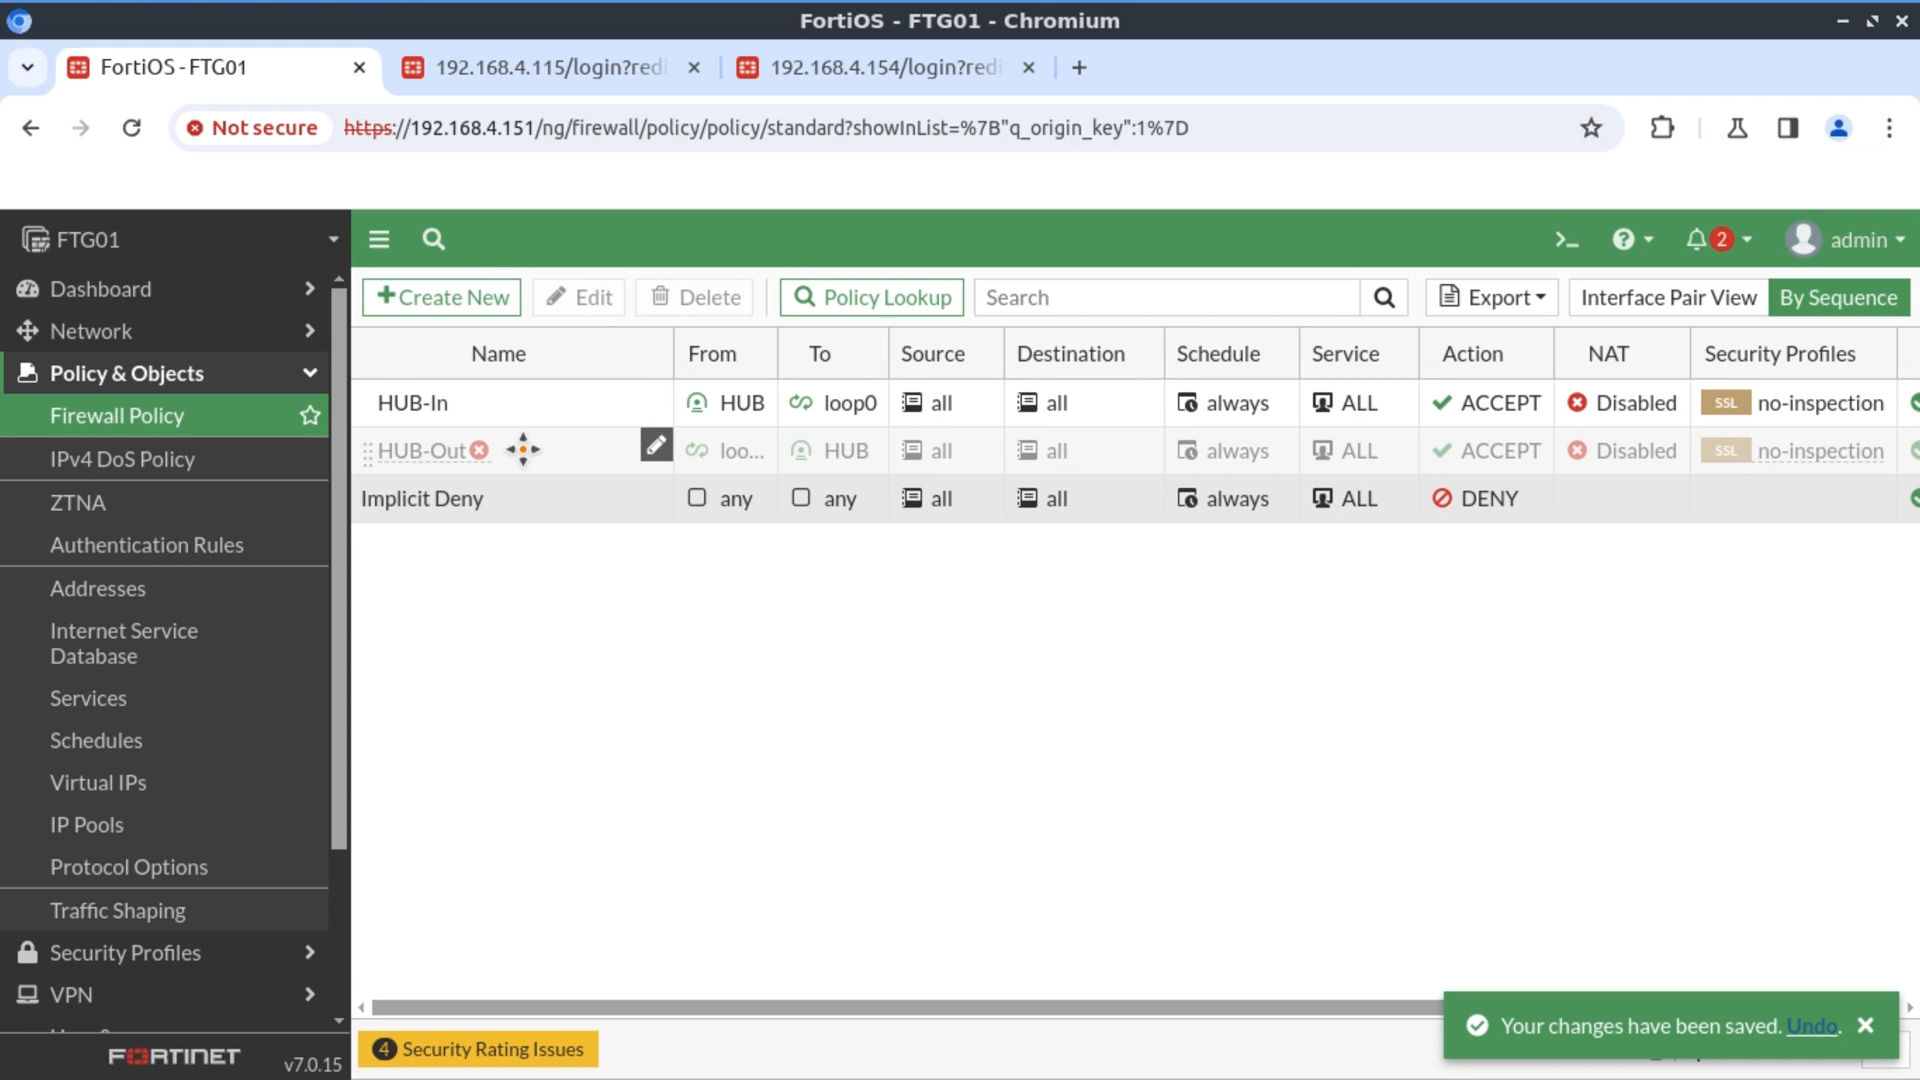 FortiOS - FTG01 - Chromium
FortiOS - FTG01
192.168.4.115/login?redi
192.168.4.154/login?redi
Not secure https://192.168.4.151/ng/firewall/policy/policy/standard?showInList=%7B"q_origin_key":1%7D
FTG01
2
admin
Dashboard
Network
Policy & Objects
Firewall Policy
IPv4 DoS Policy
ZTNA
Authentication Rules
Addresses
Internet Service
Database
Services
Schedules
Virtual IPs
IP Pools
Protocol Options
Traffic Shaping
Security Profiles
VPN
FORTINET v7.0.15
Create New Edit Delete Policy Lookup Search Export Interface Pair View By Sequence
Name From To Source Destination Schedule Service Action NAT Security Profiles
HUB-In HUB loop0 all all always ALL ACCEPT Disabled SSL no-inspection
HUB-Out loo... HUB all all always ALL ACCEPT Disabled SSL no-inspection
Implicit Deny any any all all always ALL DENY
4 Security Rating Issues
Your changes have been saved. Undo.